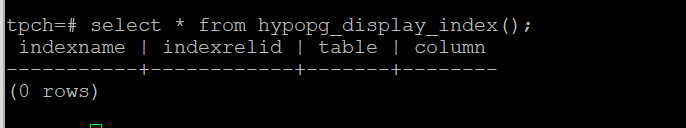 tpch=# select * from hypopg_display_index();
 indexname | indexrelid | table | column
-----------+------------+-------+--------
(0 rows)